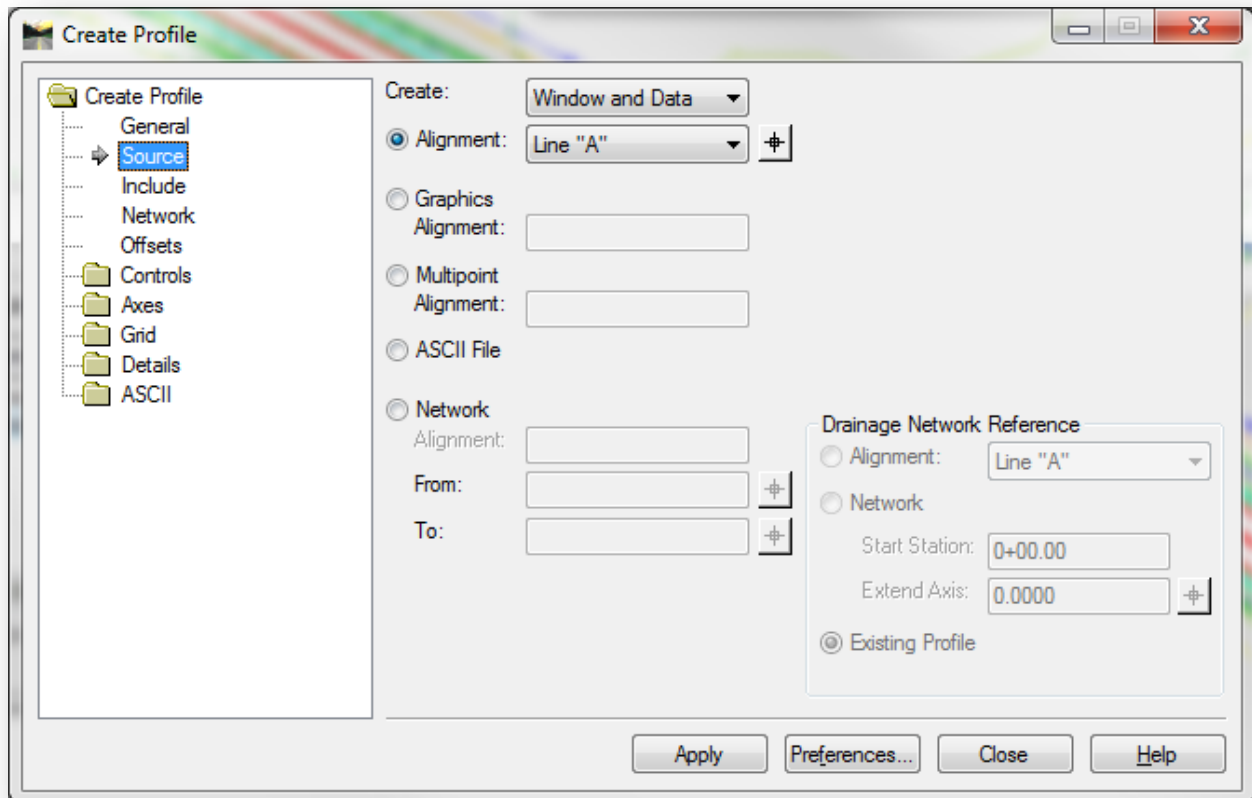 Create Profile
Create Profile
General
Source
Include
Network
Offsets
Controls
Axes
Grid
Details
ASCII
Create: Window and Data
Alignment: Line "A"
Graphics
Alignment:
Multipoint
Alignment:
ASCII File
Network
Alignment:
From:
To:
Drainage Network Reference
Alignment: Line "A"
Network
Start Station: 0+00.00
Extend Axis: 0.0000
Existing Profile
Apply Preferences... Close Help